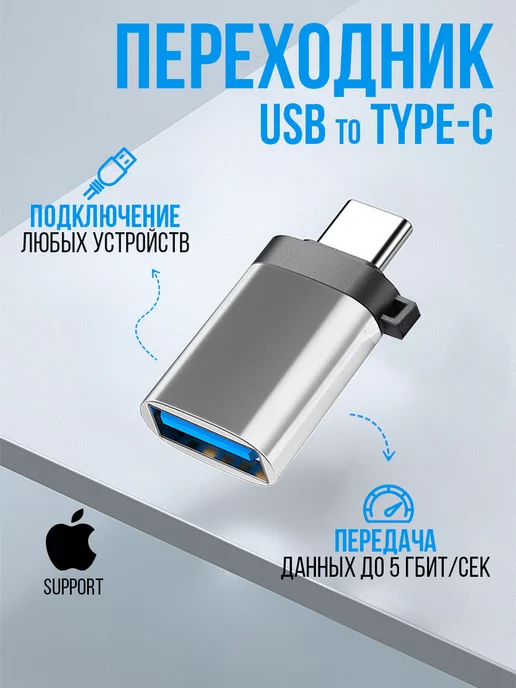 ПЕРЕХОДНИК
USB TO TYPE-C
ПОДКЛЮЧЕНИЕ
ЛЮБЫХ УСТРОЙСТВ
ПЕРЕДАЧА
ДАННЫХ ДО 5 ГБИТ/СЕК
SUPPORT